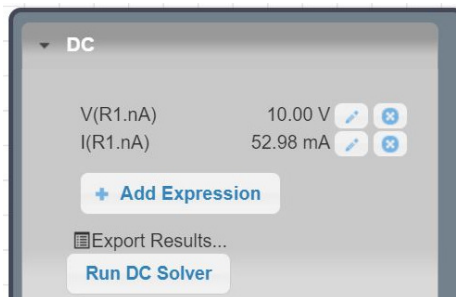 DC
V(R1.nA) 10.00 V
I(R1.nA) 52.98 mA
+ Add Expression
Export Results...
Run DC Solver